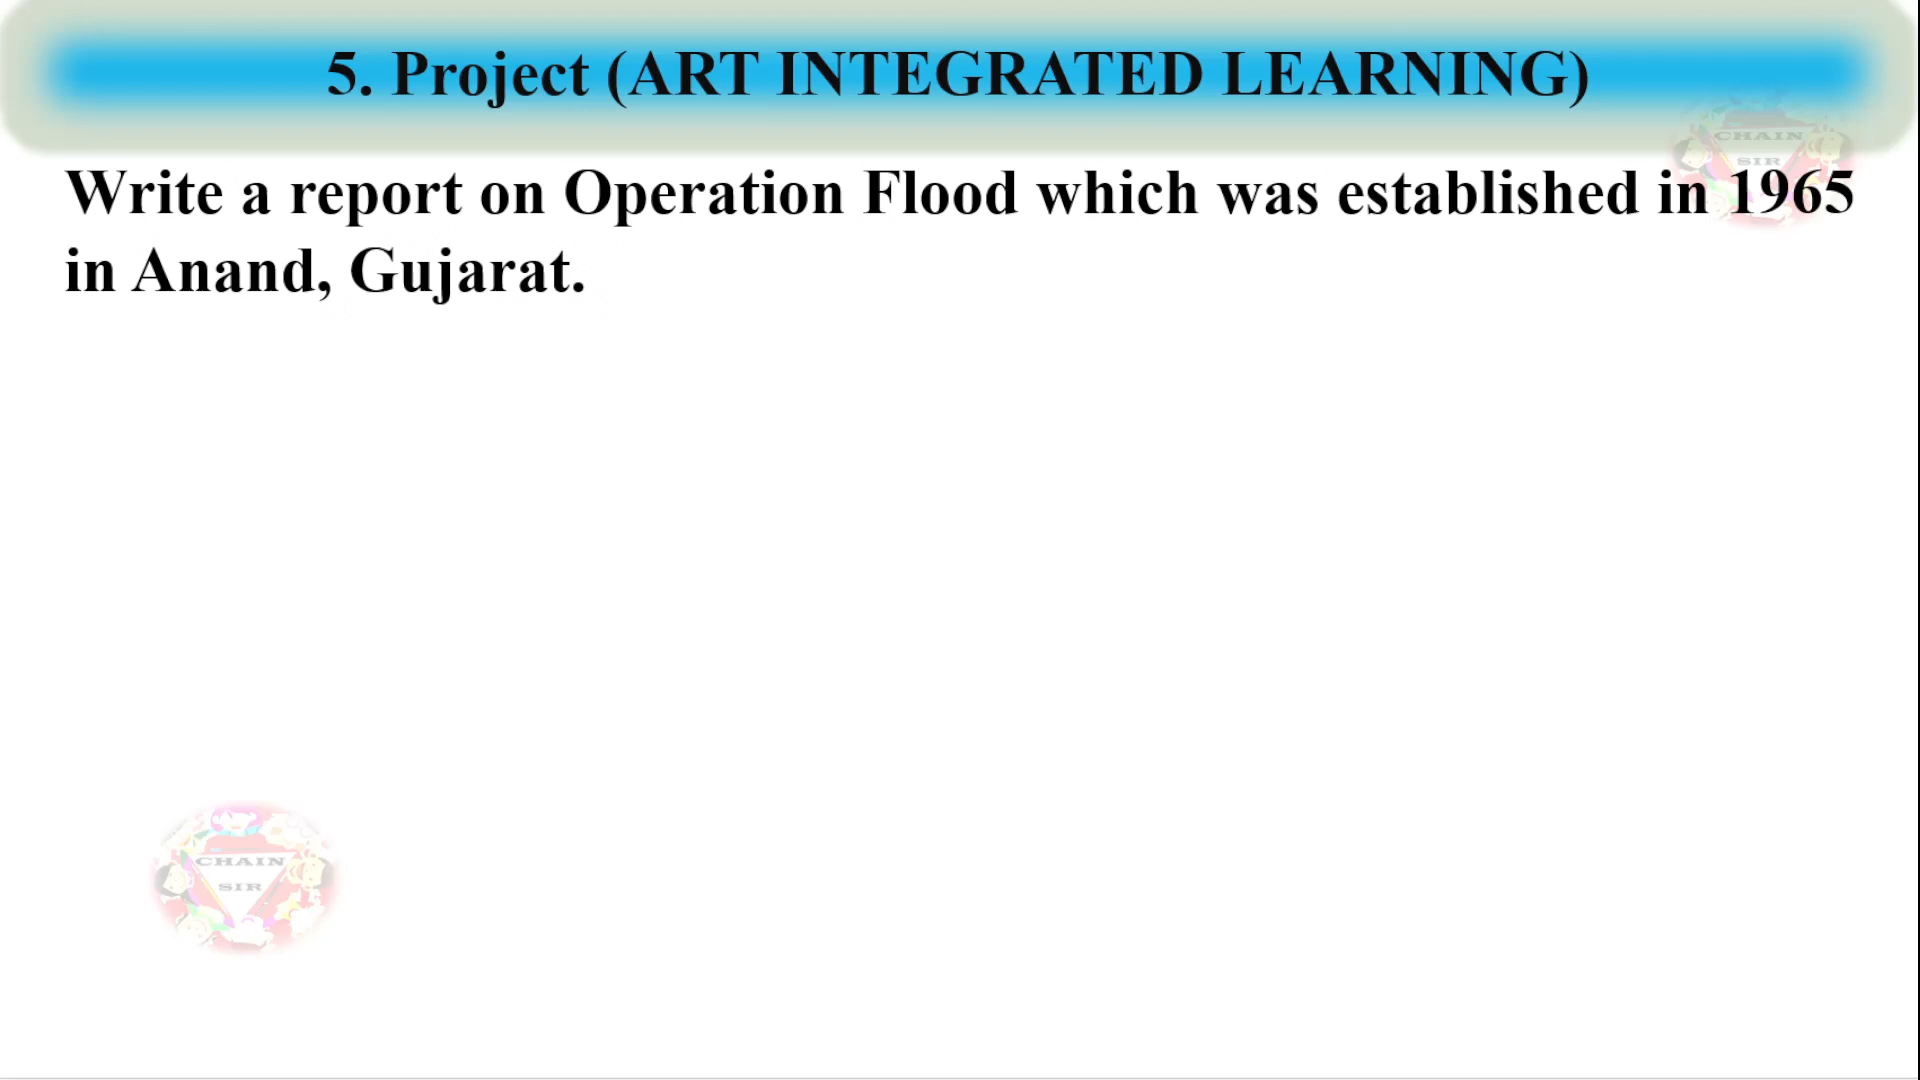 5. Project (ART INTEGRATED LEARNING)
CHAIN
SIR
Write a report on Operation Flood which was established in 1965
in Anand, Gujarat.
CHAIN
SIR